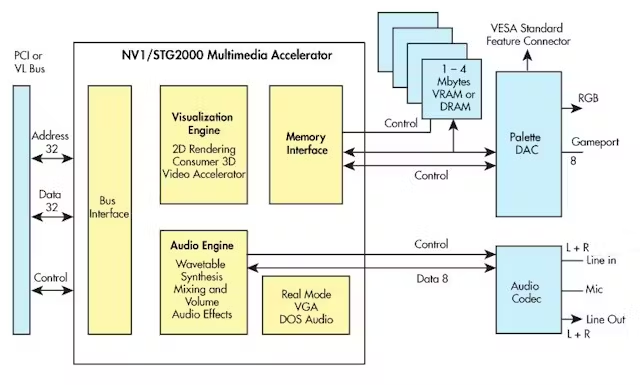 NV1/STG2000 Multimedia Accelerator
PCI or
VL Bus
Address
32
Data
32
Control
Bus
Interface
Visualization
Engine
2D Rendering
Consumer 3D
Video Accelerator
Memory
Interface
Audio Engine
Wavetable
Synthesis
Mixing and
Volume
Audio Effects
Real Mode
VGA
DOS Audio
1 – 4
Mbytes
VRAM or
DRAM
Control
Control
VESA Standard
Feature Connector
Palette
DAC
RGB
Gameport
8
Control
Data 8
Audio
Codec
L + R
Line in
Mic
Line Out
L + R